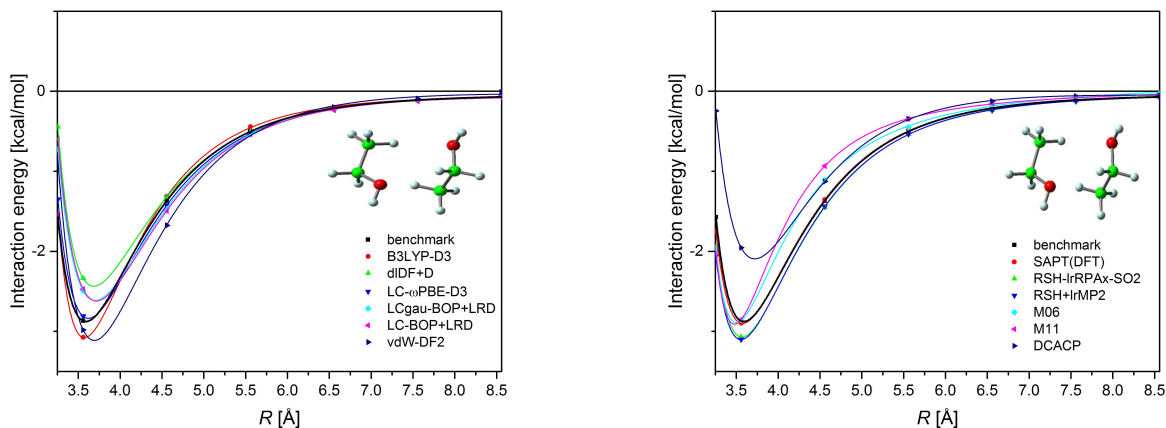 Interaction energy [kcal/mol]
0
-2
benchmark
B3LYP-D3
dlDF+D
LC-ωPBE-D3
LCgau-BOP+LRD
LC-BOP+LRD
vdW-DF2
3.5 4.0 4.5 5.0 5.5 6.0 6.5 7.0 7.5 8.0 8.5
R [Å]
Interaction energy [kcal/mol]
0
-2
benchmark
SAPT(DFT)
RSH-lrRPAx-SO2
RSH+lrMP2
M06
M11
DCACP
3.5 4.0 4.5 5.0 5.5 6.0 6.5 7.0 7.5 8.0 8.5
R [Å]